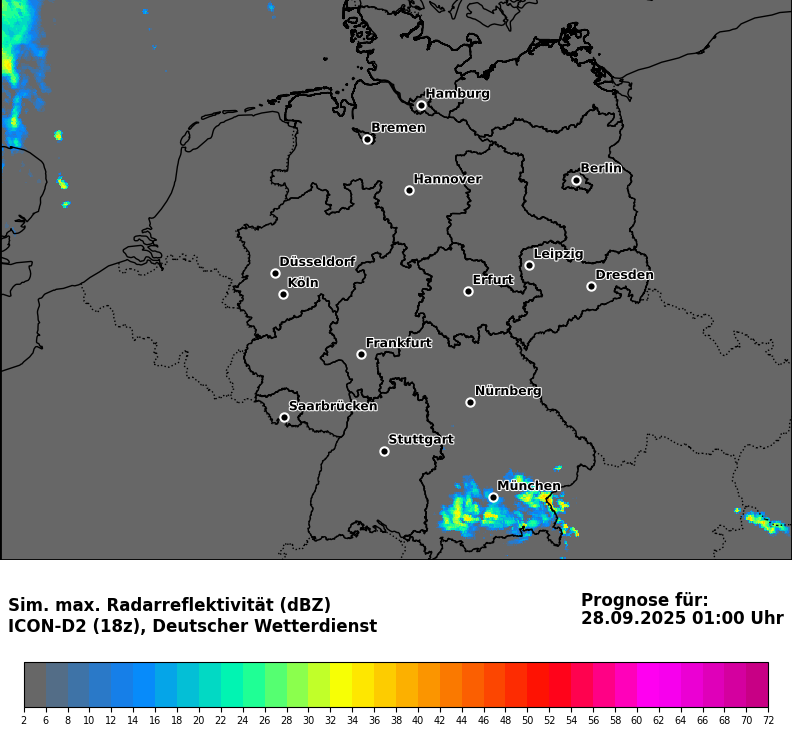 Hamburg
Bremen
Berlin
Hannover
Leipzig
Düsseldorf
Dresden
Köln
Erfurt
Frankfurt
Nürnberg
Saarbrücken
Stuttgart
München
Sim. max. Radarreflektivität (dBZ)
ICON-D2 (18z), Deutscher Wetterdienst
Prognose für:
28.09.2025 01:00 Uhr
2 6 8 10 12 14 16 18 20 22 24 26 28 30 32 34 36 38 40 42 44 46 48 50 52 54 56 58 60 62 64 66 68 70 72